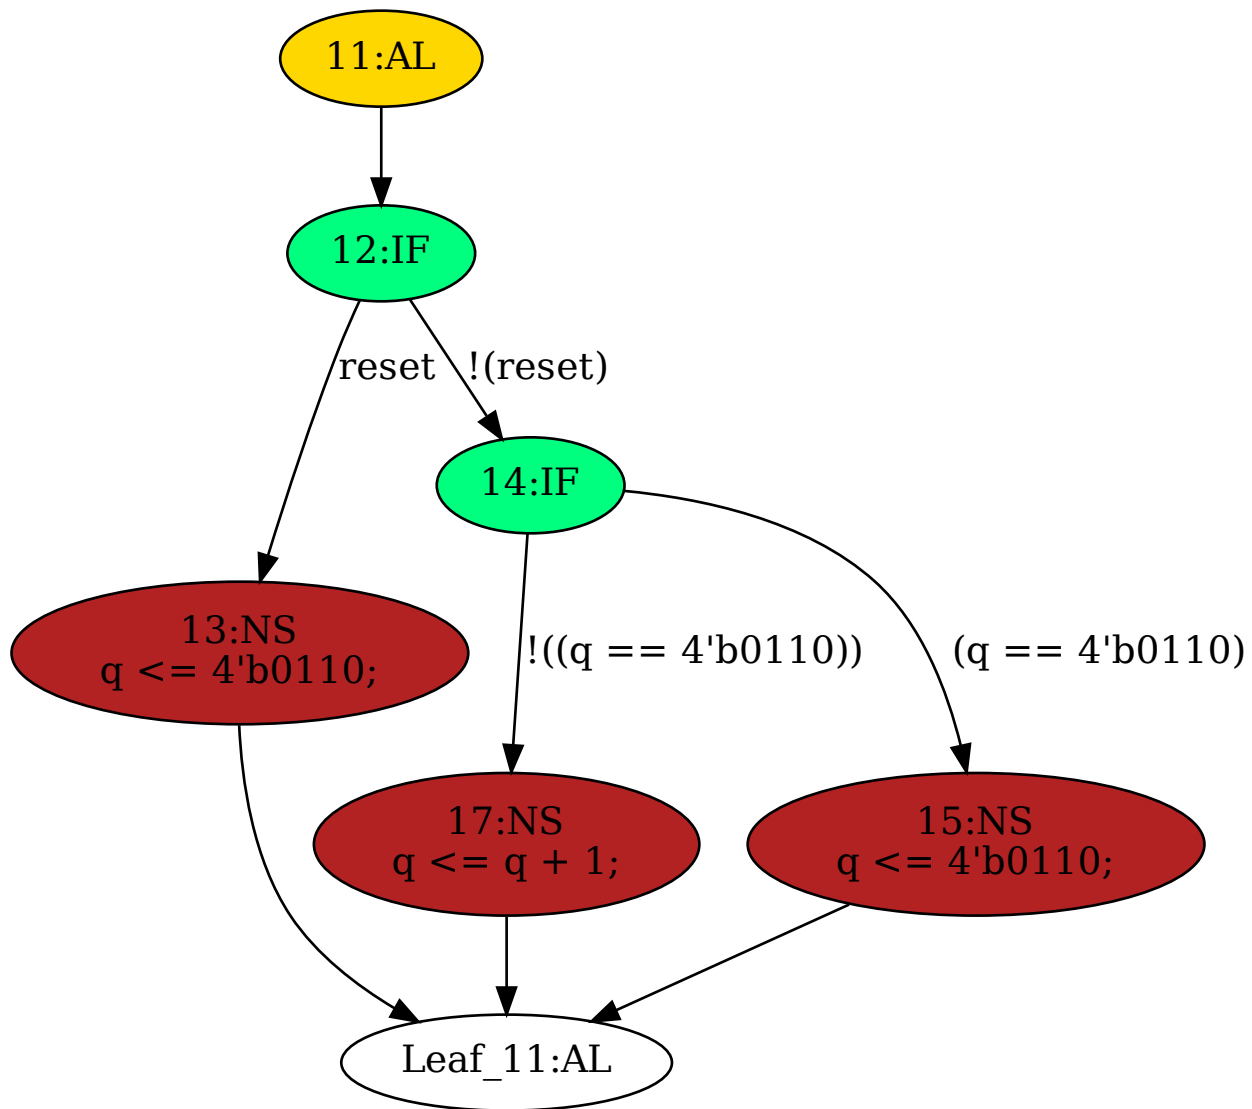 11:AL
12:IF
reset
!(reset)
14:IF
13:NS
q <= 4'b0110;
!((q == 4'b0110))
(q == 4'b0110)
17:NS
q <= q + 1;
15:NS
q <= 4'b0110;
Leaf_11:AL